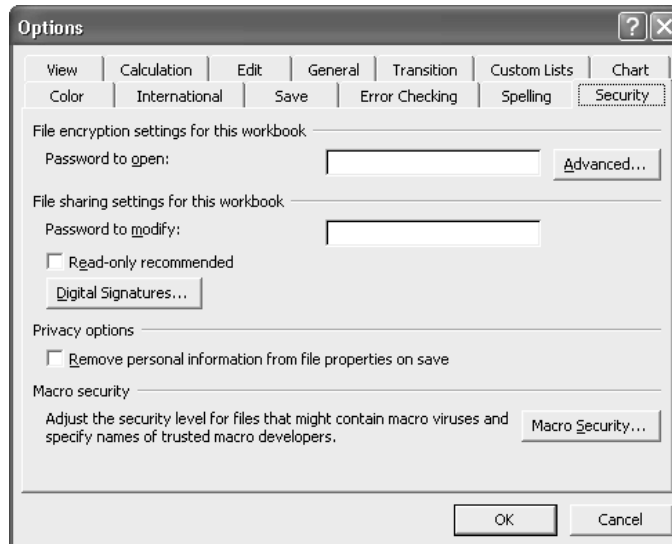 Options
View Calculation Edit General Transition Custom Lists Chart
Color International Save Error Checking Spelling Security
File encryption settings for this workbook
Password to open: Advanced...
File sharing settings for this workbook
Password to modify:
Read-only recommended
Digital Signatures...
Privacy options
Remove personal information from file properties on save
Macro security
Adjust the security level for files that might contain macro viruses and
specify names of trusted macro developers.
Macro Security...
OK Cancel